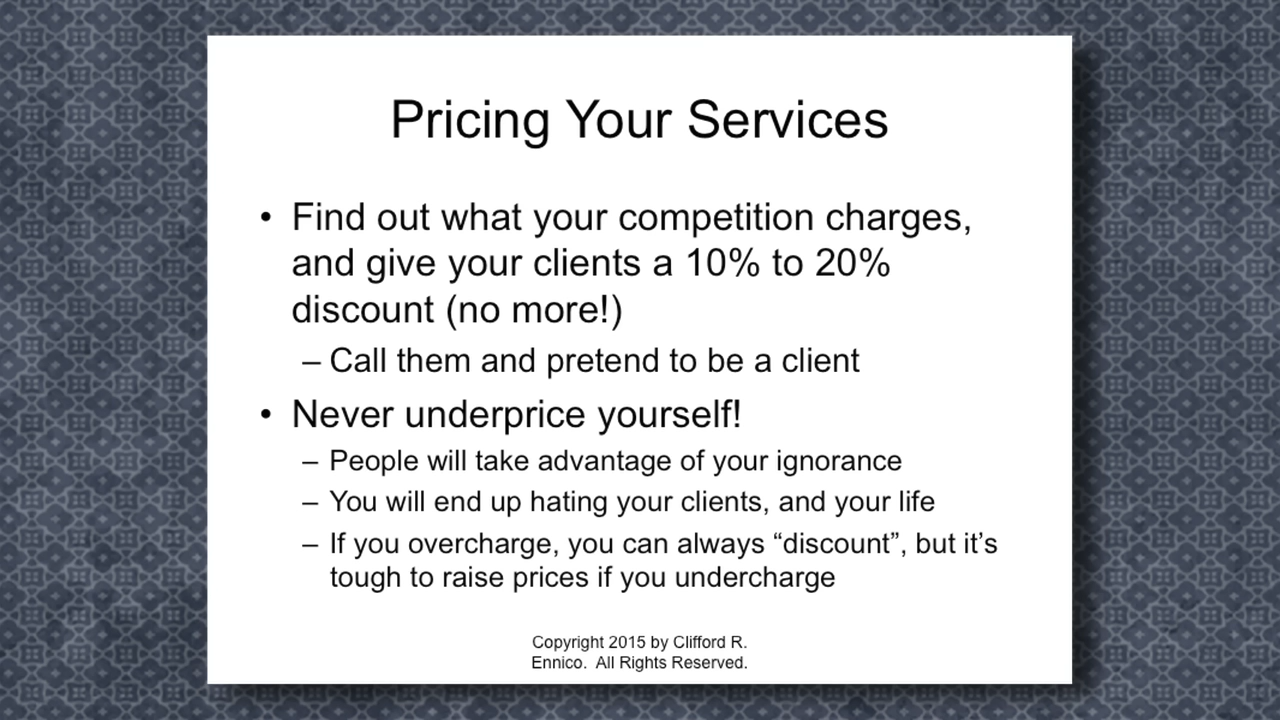 Pricing Your Services
• Find out what your competition charges,
and give your clients a 10% to 20%
discount (no more!)
– Call them and pretend to be a client
• Never underprice yourself!
– People will take advantage of your ignorance
– You will end up hating your clients, and your life
– If you overcharge, you can always “discount”, but it’s
tough to raise prices if you undercharge
Copyright 2015 by Clifford R.
Ennico.  All Rights Reserved.